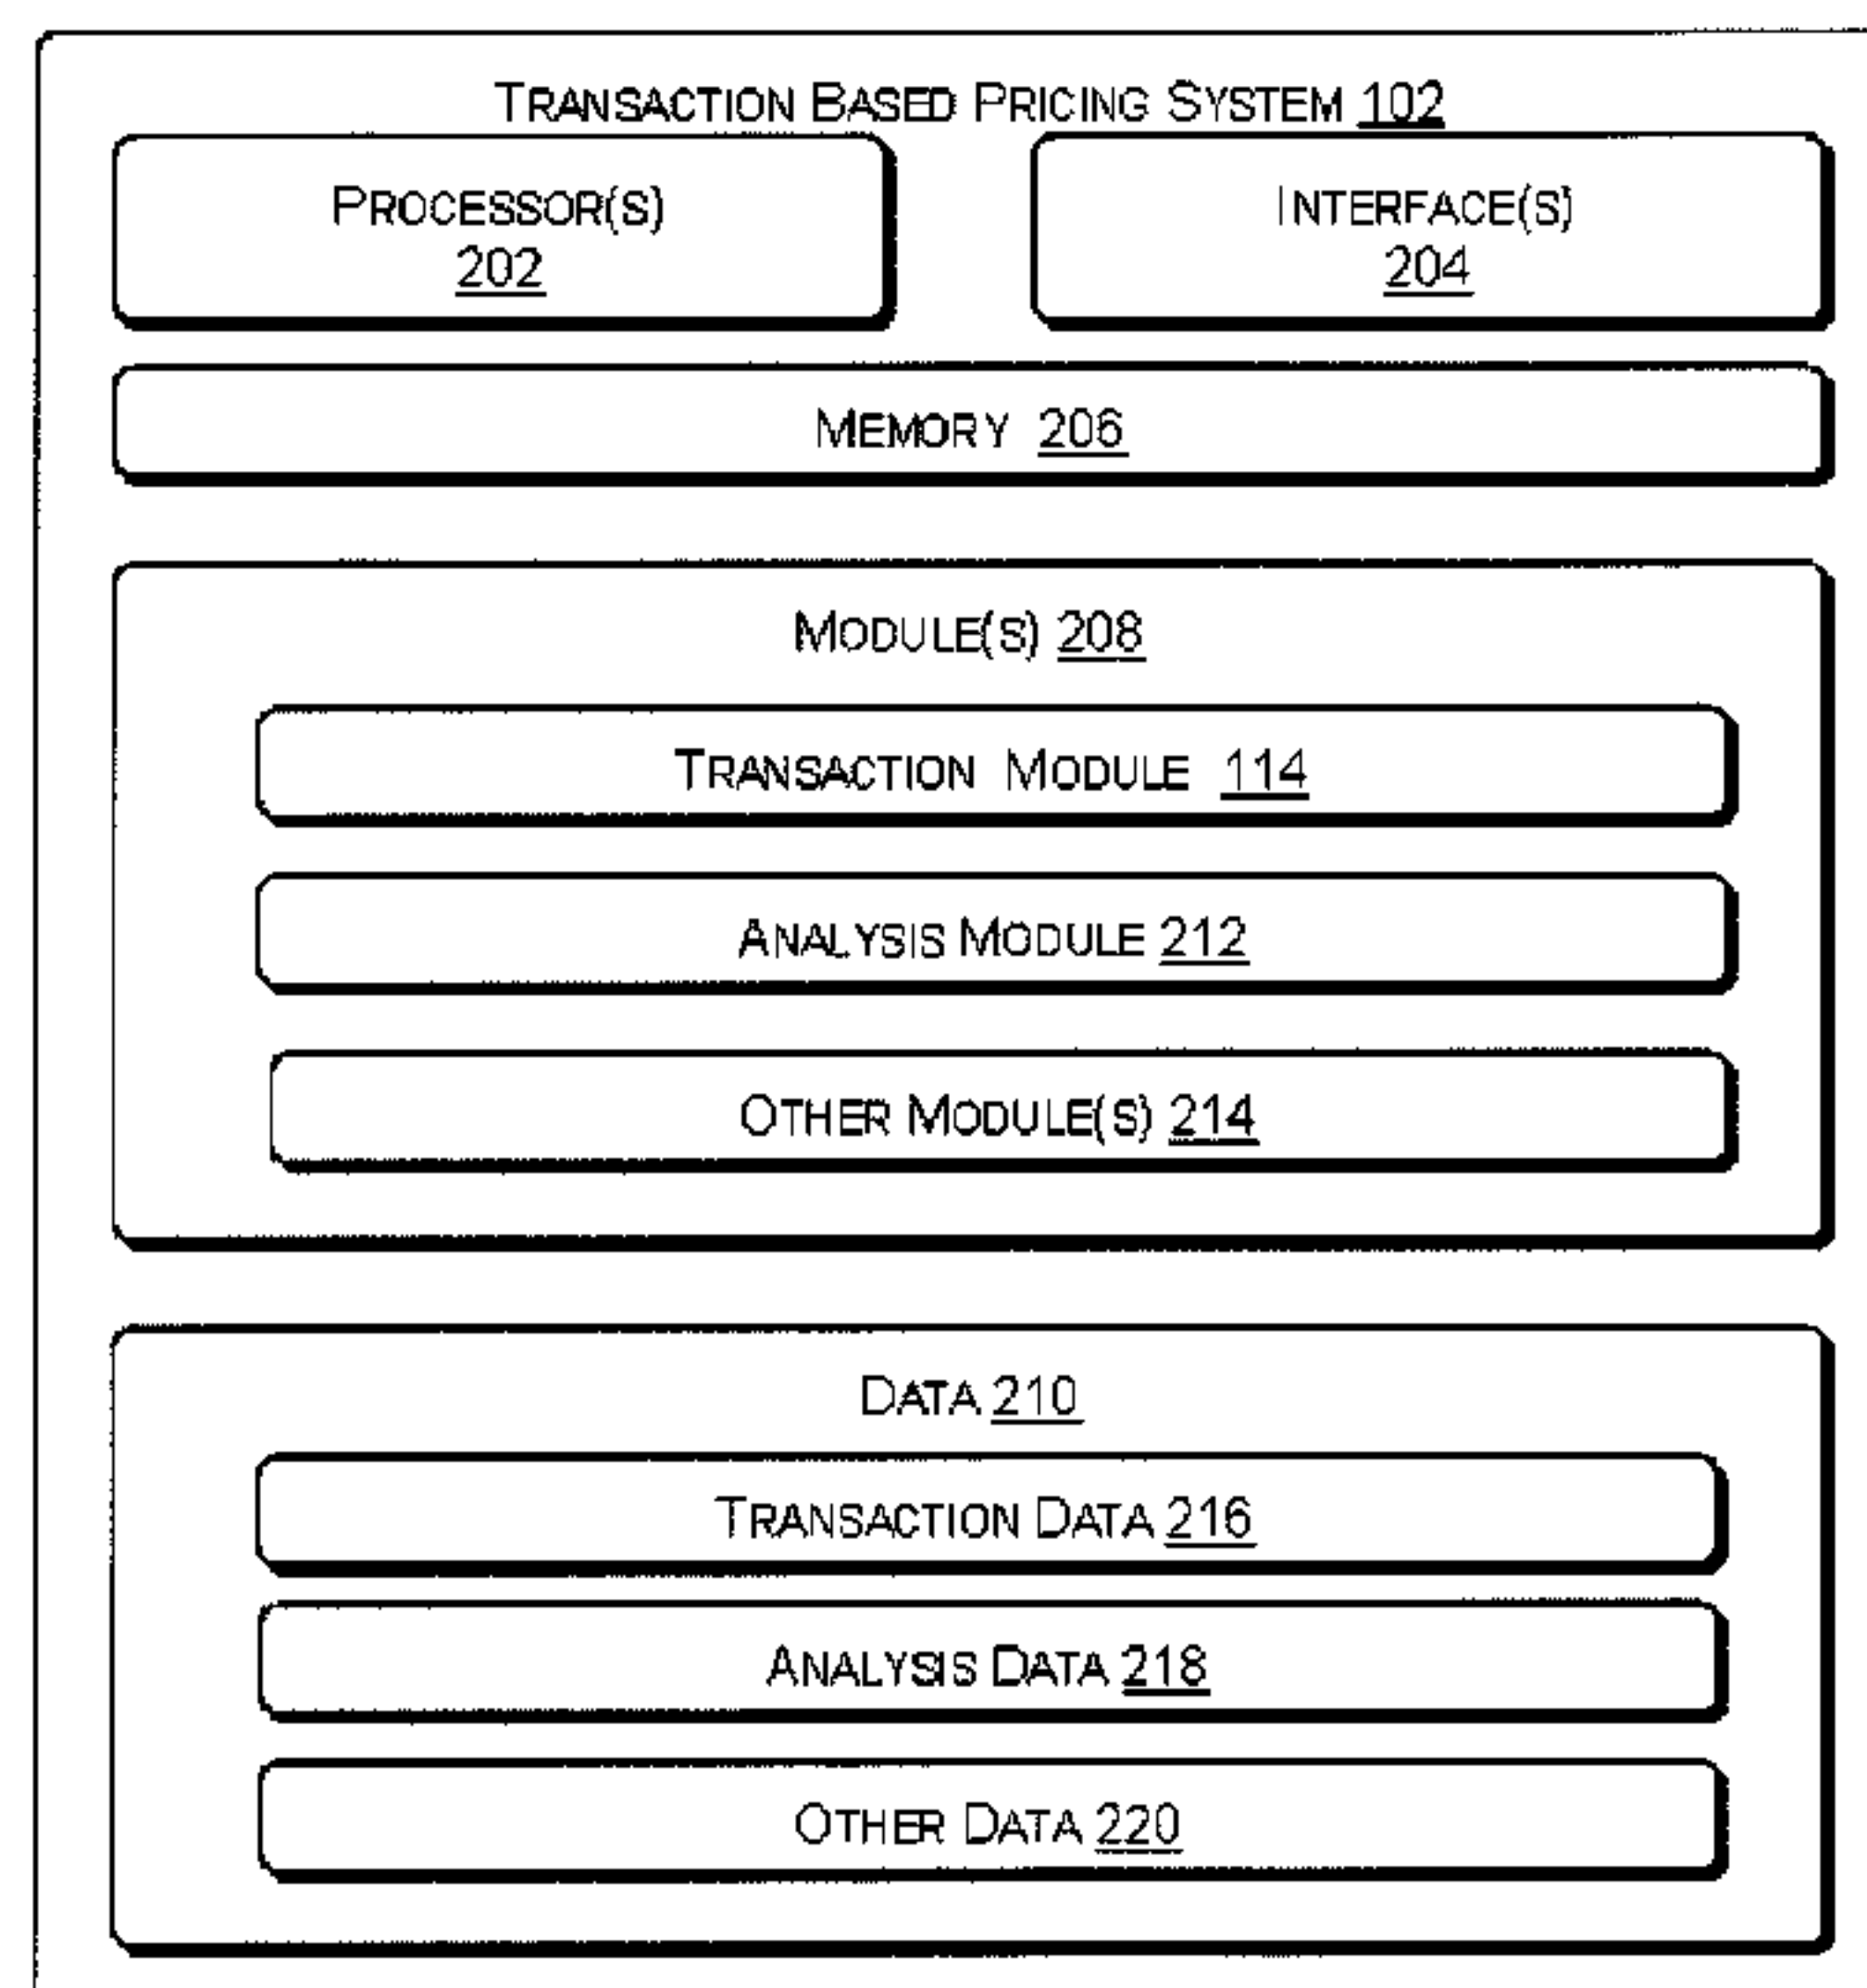 TRANSACTION BASED PRICING SYSTEM 102
PROCESSOR(S)
202
INTERFACE(S)
204
MEMORY 206
MODULE(S) 208
TRANSACTION MODULE 114
ANALYSIS MODULE 212
OTHER MODULE(S) 214
DATA 210
TRANSACTION DATA 216
ANALYSIS DATA 218
OTHER DATA 220